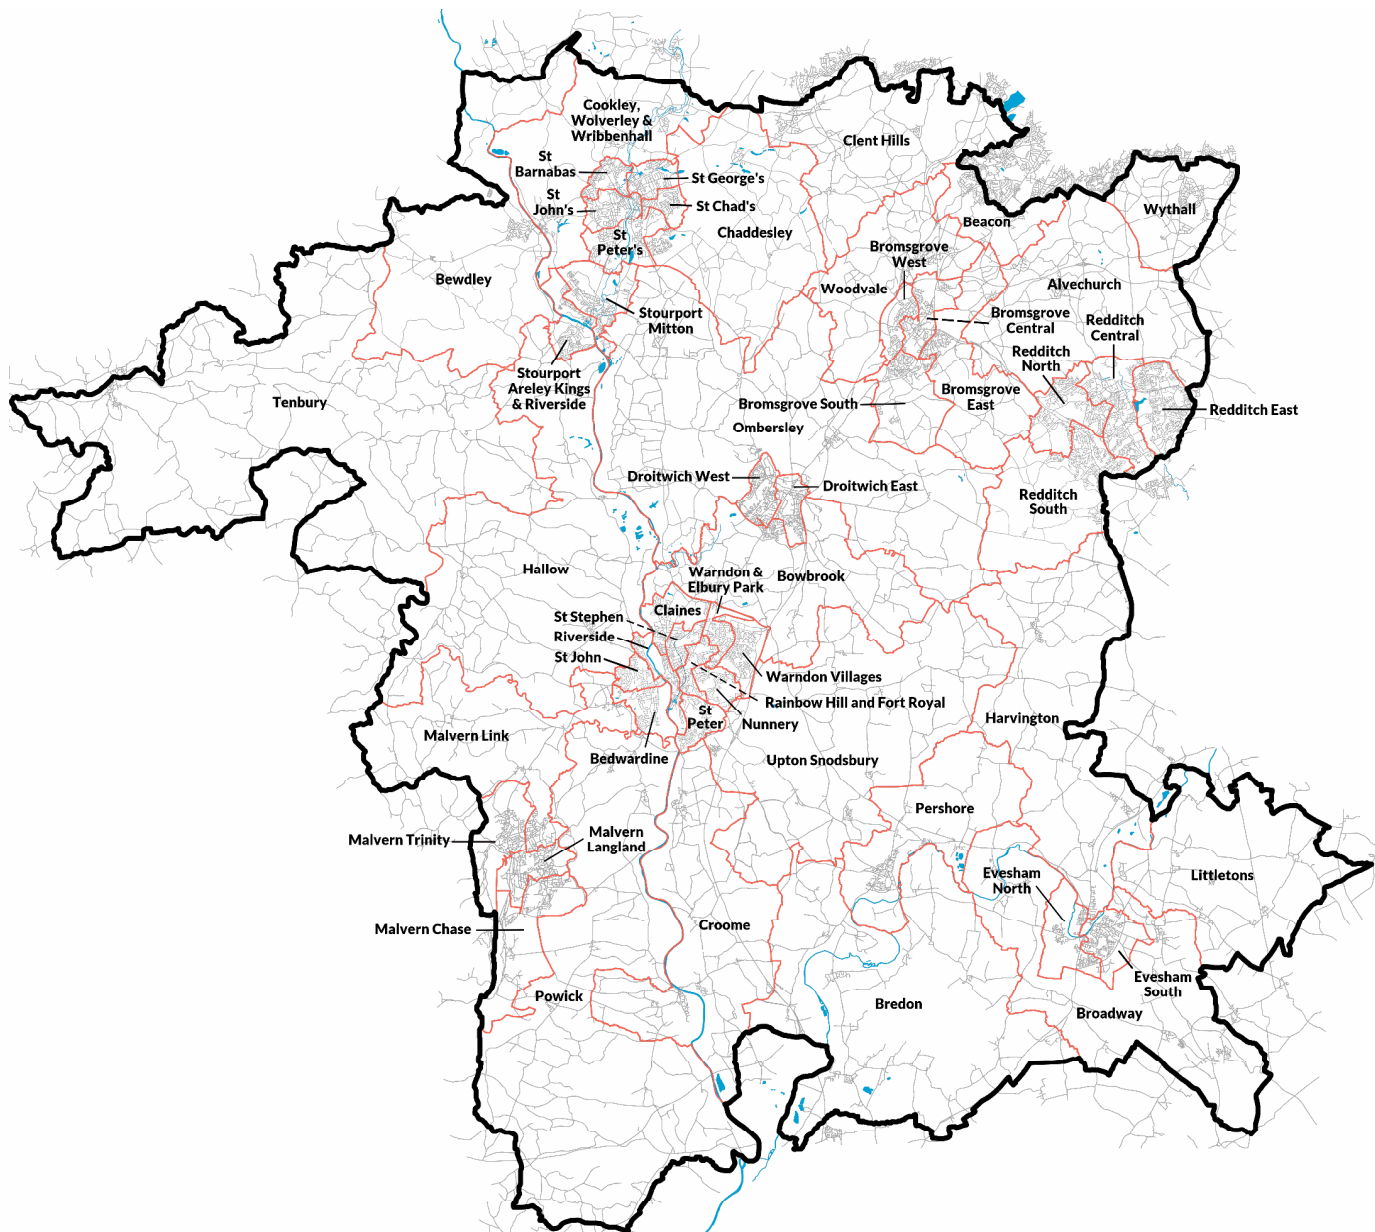 Cookley,
Wolverley &
Wribbenhall
Clent Hills
St
Barnabas
St George's
St
John's
St Chad's
Wythall
Beacon
Chaddesley
St
Peter's
Bromsgrove
West
Bewdley
Woodvale
Alvechurch
Stourport
Mitton
Bromsgrove
Central
Redditch
Central
Redditch
North
Stourport
Areley Kings
& Riverside
Tenbury
Bromsgrove
East
Bromsgrove South
Redditch East
Ombersley
Droitwich West
Droitwich East
Redditch
South
Hallow
Warndon &
Elbury Park
Bowbrook
Claines
St Stephen
Riverside
St John
Warndon Villages
Rainbow Hill and Fort Royal
St
Peter
Nunnery
Harvington
Malvern Link
Bedwardine
Upton Snodsbury
Pershore
Malvern Trinity
Malvern
Langland
Evesham
North
Littletons
Malvern Chase
Croome
Evesham
South
Powick
Bredon
Broadway